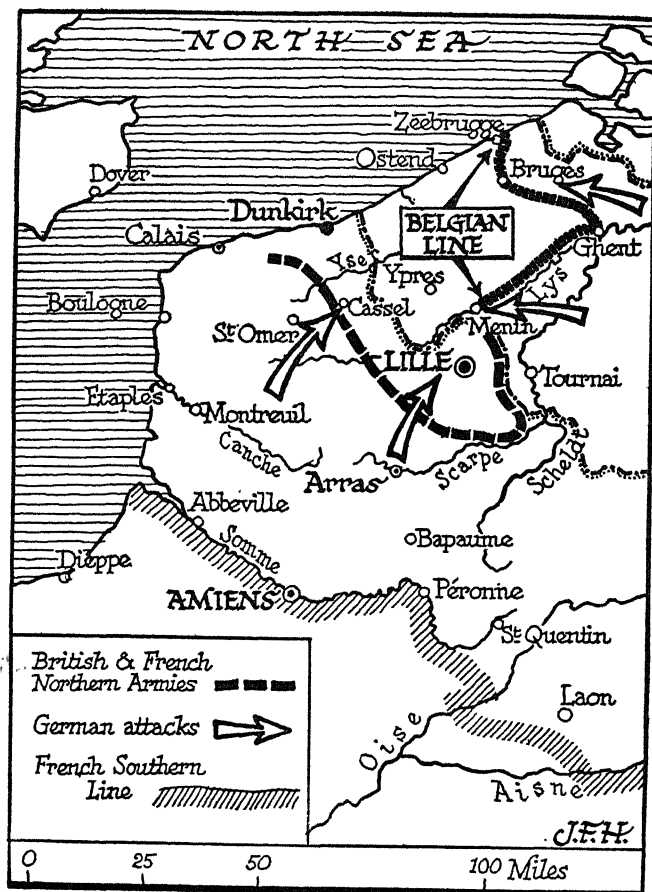 NORTH SEA
Zeebrugge
Ostend
Bruges
Dover
Dunkirk
BELGIAN
LINE
Ghent
Calais
Ase
Ypres
Lys
Boulogne
Cassel
St Omer
Menin
LILLE
Tournai
Etaples
Montreuil
Canche
Arras
Scarpe
Scheldt
Abbeville
Somme
Bapaume
Dieppe
AMIENS
Péronne
St Quentin
British & French
Northern Armies
German attacks
French Southern
Line
Laon
Oise
Aisne
J.F.H.
0 25 50 100 Miles